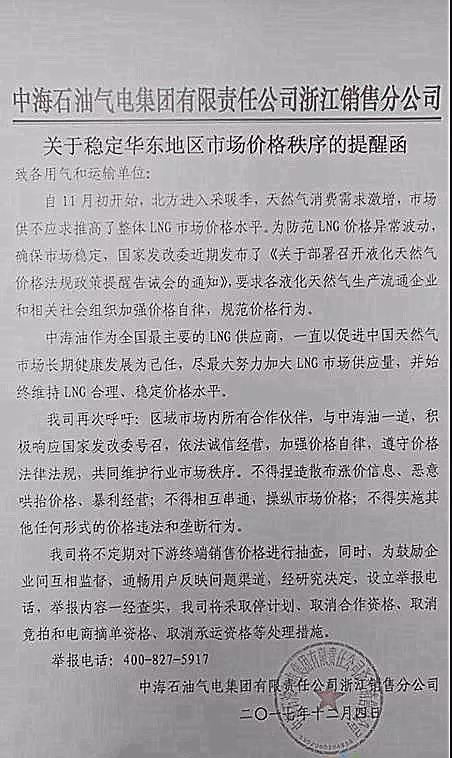 中海石油气电集团有限责任公司浙江销售分公司
关于稳定华东地区市场价格秩序的提醒函
致各用气和运输单位：
自11月初开始，北方进入采暖季，天然气消费需求激增，市场
供不应求推高了整体LNG市场价格水平。为防范LNG价格异常波动，
确保市场稳定，国家发改委近期发布了《关于部署召开液化天然气
价格法规政策提醒告诫会的通知》，要求各液化天然气生产流通企业
和相关社会组织加强价格自律，规范价格行为。
中海油作为全国最主要的LNG供应商，一直以促进中国天然气
市场长期健康发展为己任，尽最大努力加大LNG市场供应量，并始
终维持LNG合理、稳定价格水平。
我司再次呼吁：区域市场内所有合作伙伴，与中海油一道，积
极响应国家发改委号召，依法诚信经营，加强价格自律，遵守价格
法律法规，共同维护行业市场秩序。不得捏造散布涨价信息、恶意
哄抬价格、暴利经营；不得相互串通，操纵市场价格；不得实施其
他任何形式的价格违法和垄断行为。
我司将不定期对下游终端销售价格进行抽查，同时，为鼓励企
业间互相监督、通畅用户反映问题渠道，经研究决定，设立举报电
话，举报内容一经查实，我司将采取停计划、取消合作资格、取消
竞拍和电商摘单资格、取消承运资格等处理措施。
举报电话：400-827-5917
中海石油气电集团有限责任公司浙江销售分公司
二〇一七年十二月四日